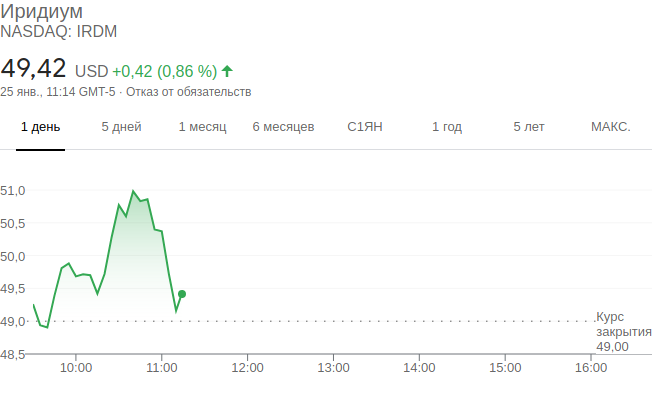 Иридиум
NASDAQ: IRDM
49,42 USD +0,42 (0,86 %)
25 янв., 11:14 GMT-5 · Отказ от обязательств
1 день 5 дней 1 месяц 6 месяцев С1ЯН 1 год 5 лет МАКС.
51,0
50,5
50,0
49,5
49,0
48,5
Курс
закрытия
49,00
10:00 11:00 12:00 13:00 14:00 15:00 16:00